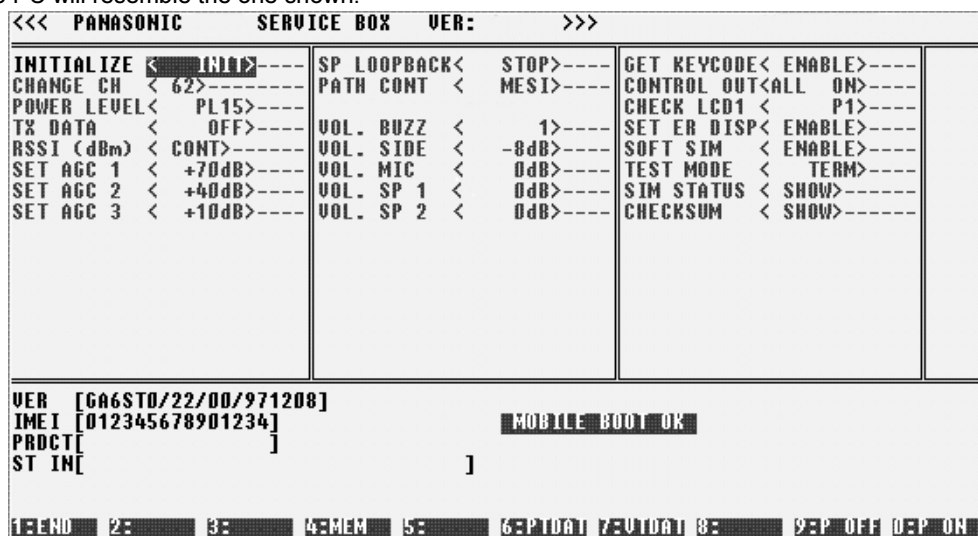 PC will resemble the one shown.
<<< PANASONIC SERVICE BOX VER: >>>
INITIALIZE < INIT>---- SP LOOPBACK< STOP>---- GET KEYCODE< ENABLE>----
CHANGE CH < 62>--------- PATH CONT < MESI>---- CONTROL OUT<ALL ON>----
POWER LEVEL< PL15>---- CHECK LCD1 < P1>----
TX DATA < OFF>---- VOL. BUZZ < 1>---- SET ER DISP< ENABLE>----
RSSI (dBm) < CONT>------ VOL. SIDE < -8dB>---- SOFT SIM < ENABLE>----
SET AGC 1 < +70dB>---- VOL. MIC < 0dB>---- TEST MODE < TERM>----
SET AGC 2 < +40dB>---- VOL. SP 1 < 0dB>---- SIM STATUS < SHOW>------
SET AGC 3 < +10dB>---- VOL. SP 2 < 0dB>---- CHECKSUM < SHOW>------
VER [GA6ST0/22/00/971208]
IMEI [012345678901234] MOBILE BOOT OK
PRDCT[ ]
ST IN[ ]
1:END 2: 3: 4:MEM 5: 6:PTDAT 7:VTDAT 8: 9:P OFF 0:P ON